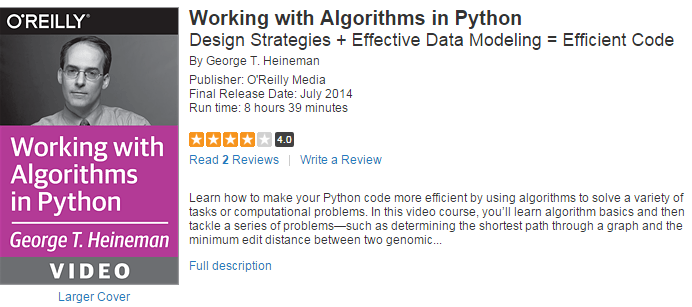 O'REILLY®
Working with
Algorithms
in Python
George T. Heineman
VIDEO
Larger Cover
Working with Algorithms in Python
Design Strategies + Effective Data Modeling = Efficient Code
By George T. Heineman
Publisher: O'Reilly Media
Final Release Date: July 2014
Run time: 8 hours 39 minutes
4.0
Read 2 Reviews | Write a Review
Learn how to make your Python code more efficient by using algorithms to solve a variety of
tasks or computational problems. In this video course, you'll learn algorithm basics and then
tackle a series of problems—such as determining the shortest path through a graph and the
minimum edit distance between two genomic...
Full description